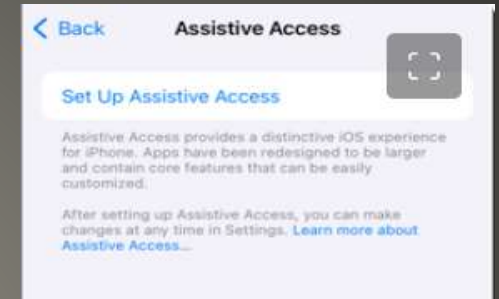 Back
Assistive Access
Set Up Assistive Access
Assistive Access provides a distinctive iOS experience
for iPhone. Apps have been redesigned to be larger
and contain core features that can be easily
customized.
After setting up Assistive Access, you can make
changes at any time in Settings. Learn more about
Assistive Access...